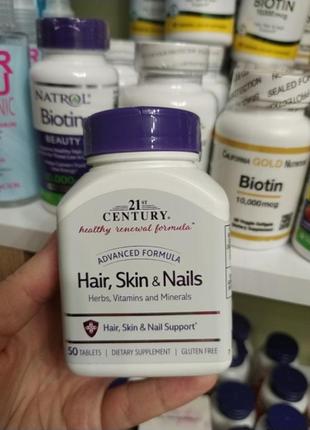 BIOTIN
NATROL
Biotin
BEAUTY
21ST
CENTURY®
healthy renewal formula™
ADVANCED FORMULA
Hair, Skin & Nails
Herbs, Vitamins and Minerals
Hair, Skin & Nail Support*
50 TABLETS | DIETARY SUPPLEMENT | GLUTEN FREE
CALIFORNIA GOLD Nutrition
Biotin
10,000 mcg